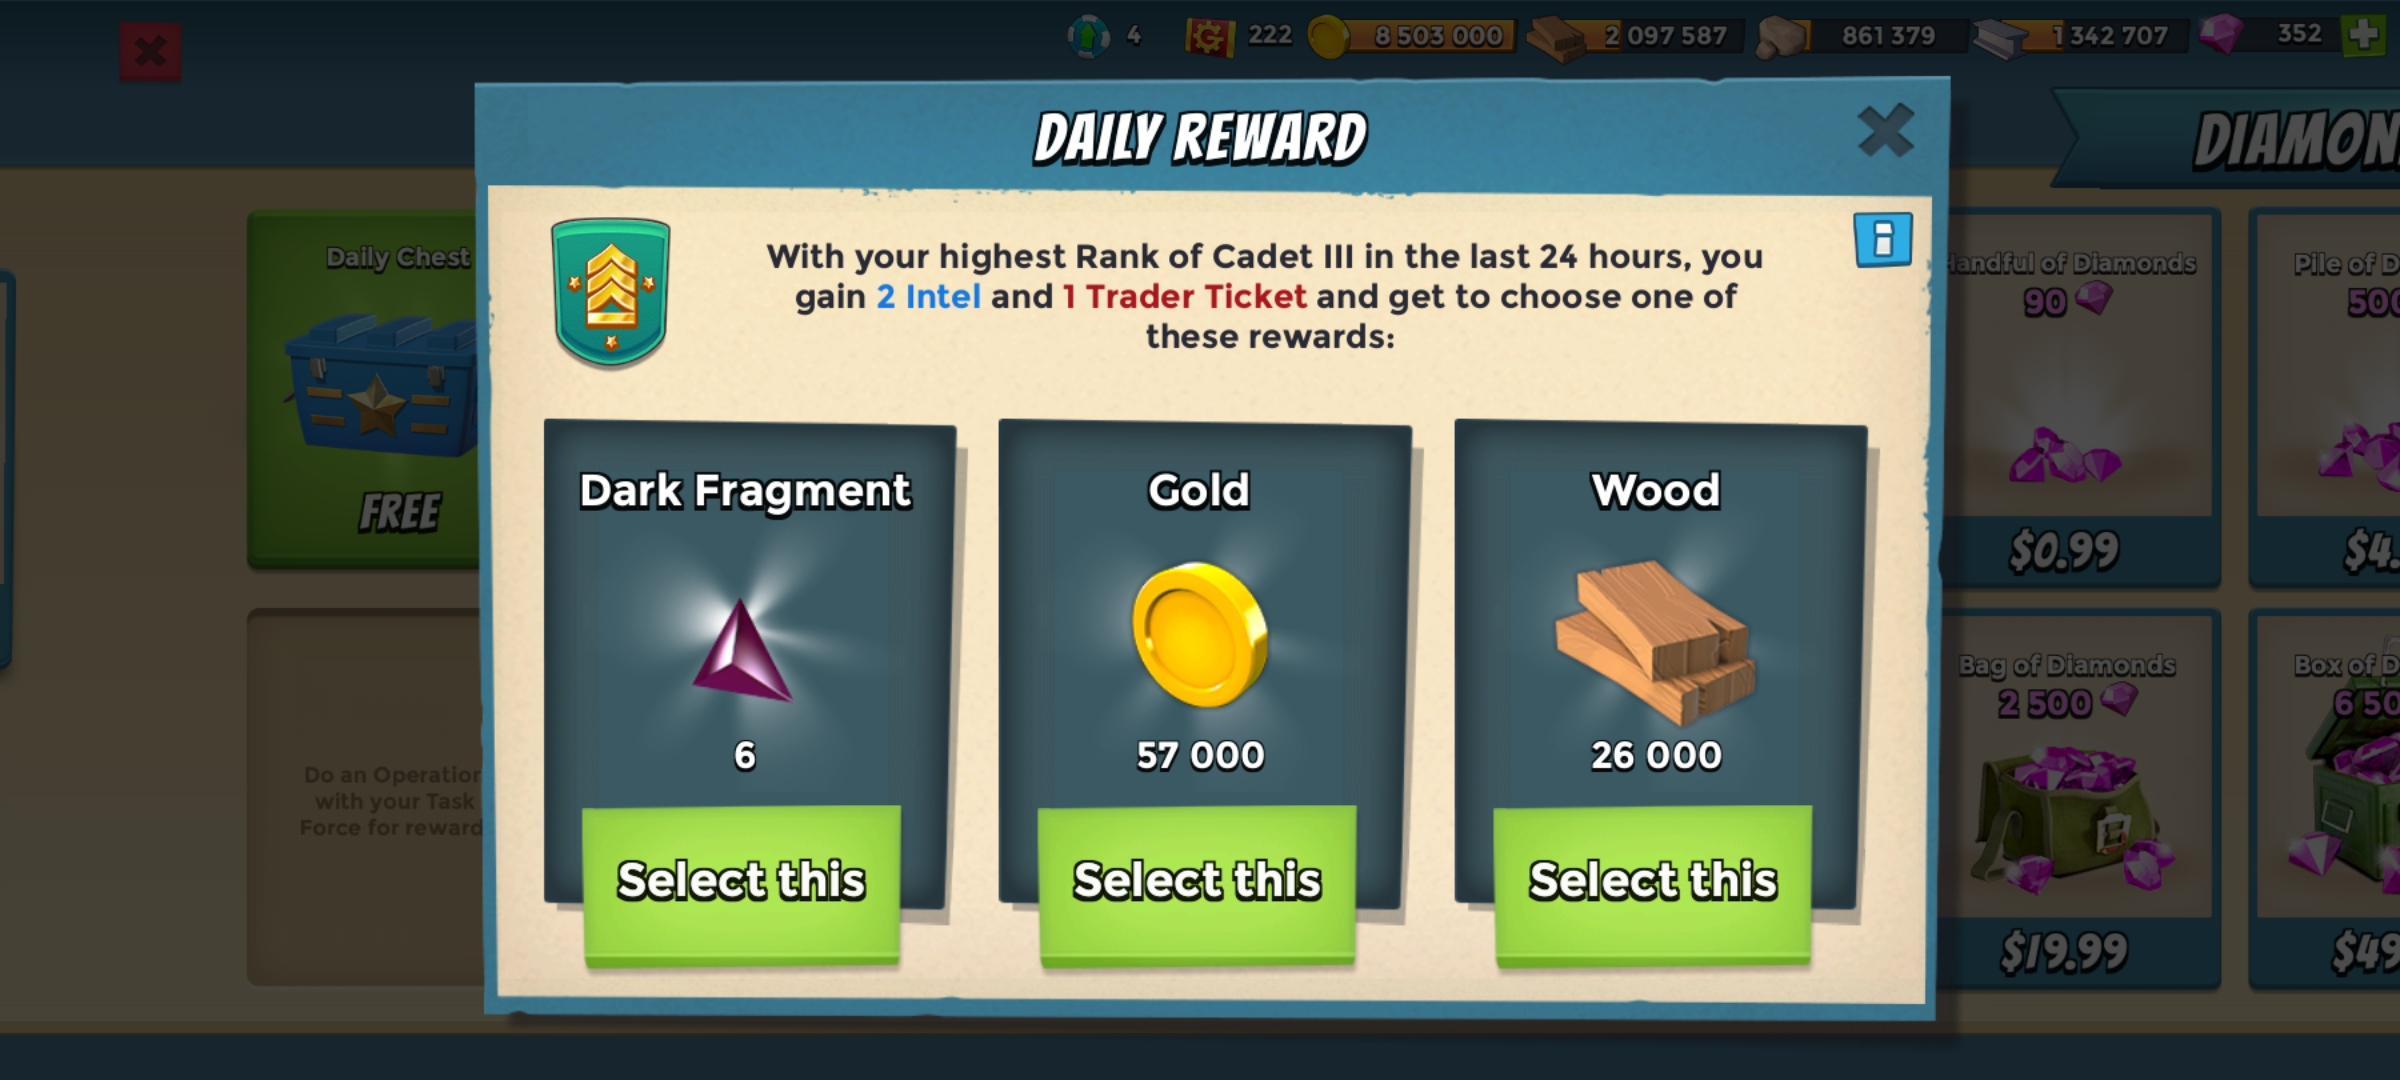 4
222
8 503 000
2 097 587
861 379
1 342 707
352
DAILY REWARD
With your highest Rank of Cadet III in the last 24 hours, you
gain 2 Intel and 1 Trader Ticket and get to choose one of
these rewards:
Dark Fragment
6
Select this
Gold
57 000
Select this
Wood
26 000
Select this
Daily Chest
FREE
Do an Operation
with your Task
Force for reward
DIAMON
Handful of Diamonds
90
$0.99
Pile of D
500
$4.
Bag of Diamonds
2 500
$19.99
Box of D
6 50
$49